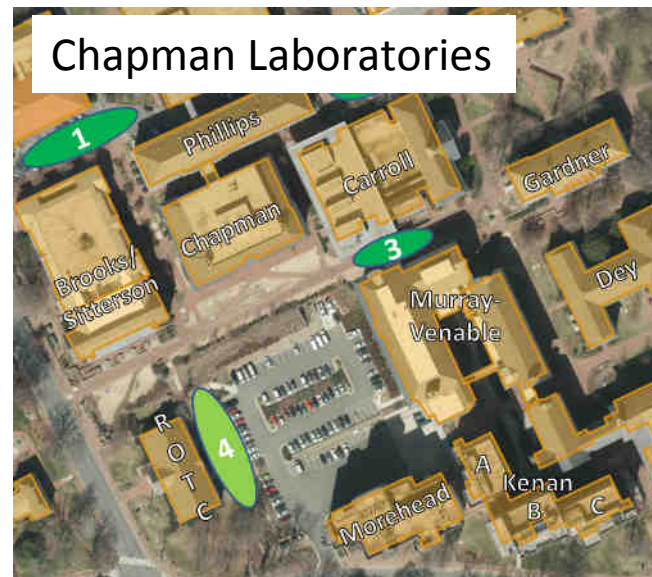 Chapman Laboratories
1
Phillips
Carroll
Gardner
Chapman
3
Brooks/
Sitterson
Murray-
Venable
Dey
4
R
O
T
C
A
Kenan
B
C
Morehead